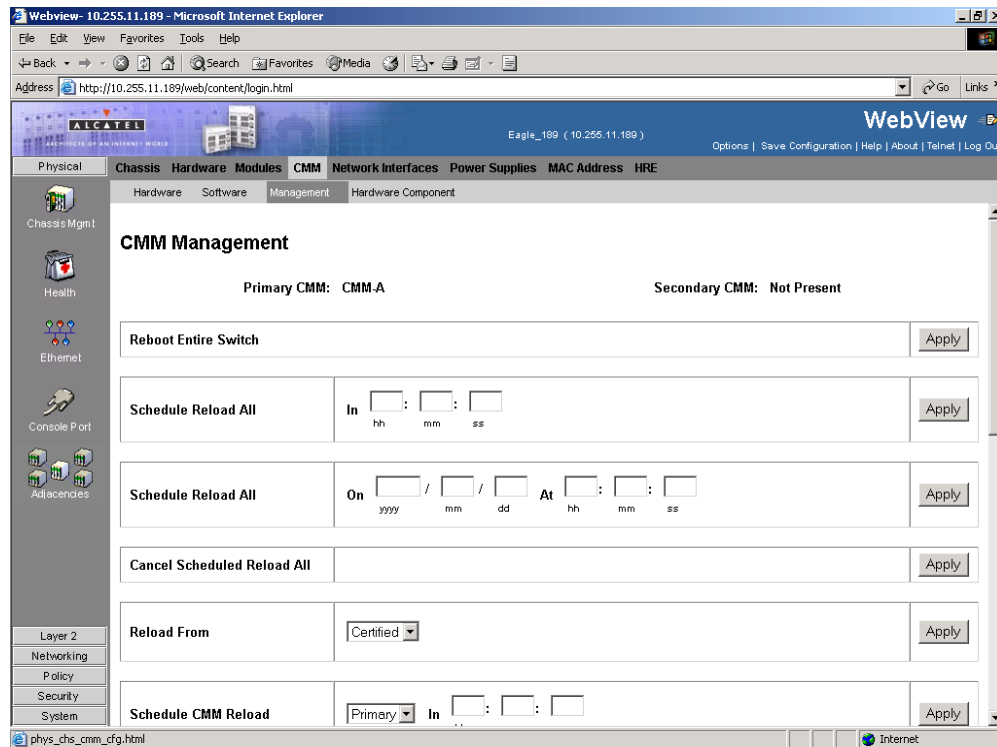 Webview- 10.255.11.189 - Microsoft Internet Explorer
File Edit View Favorites Tools Help
Back Search Favorites Media
Address http://10.255.11.189/web/content/login.html Go Links
ALCATEL
ARCHITECTS OF AN INTERNET WORLD
Eagle_189 ( 10.255.11.189 )
WebView
Options | Save Configuration | Help | About | Telnet | Log Ou
Physical
Chassis Hardware Modules CMM Network Interfaces Power Supplies MAC Address HRE
Hardware Software Management Hardware Component
Chassis Mgmt
Health
Ethernet
Console Port
Adjacencies
Layer 2
Networking
Policy
Security
System
CMM Management
Primary CMM: CMM-A Secondary CMM: Not Present
Reboot Entire Switch Apply
Schedule Reload All In : : Apply
hh mm ss
Schedule Reload All On / / At : : Apply
yyyy mm dd hh mm ss
Cancel Scheduled Reload All Apply
Reload From Certified Apply
Schedule CMM Reload Primary In : : Apply
phys_chs_cmm_cfg.html Internet